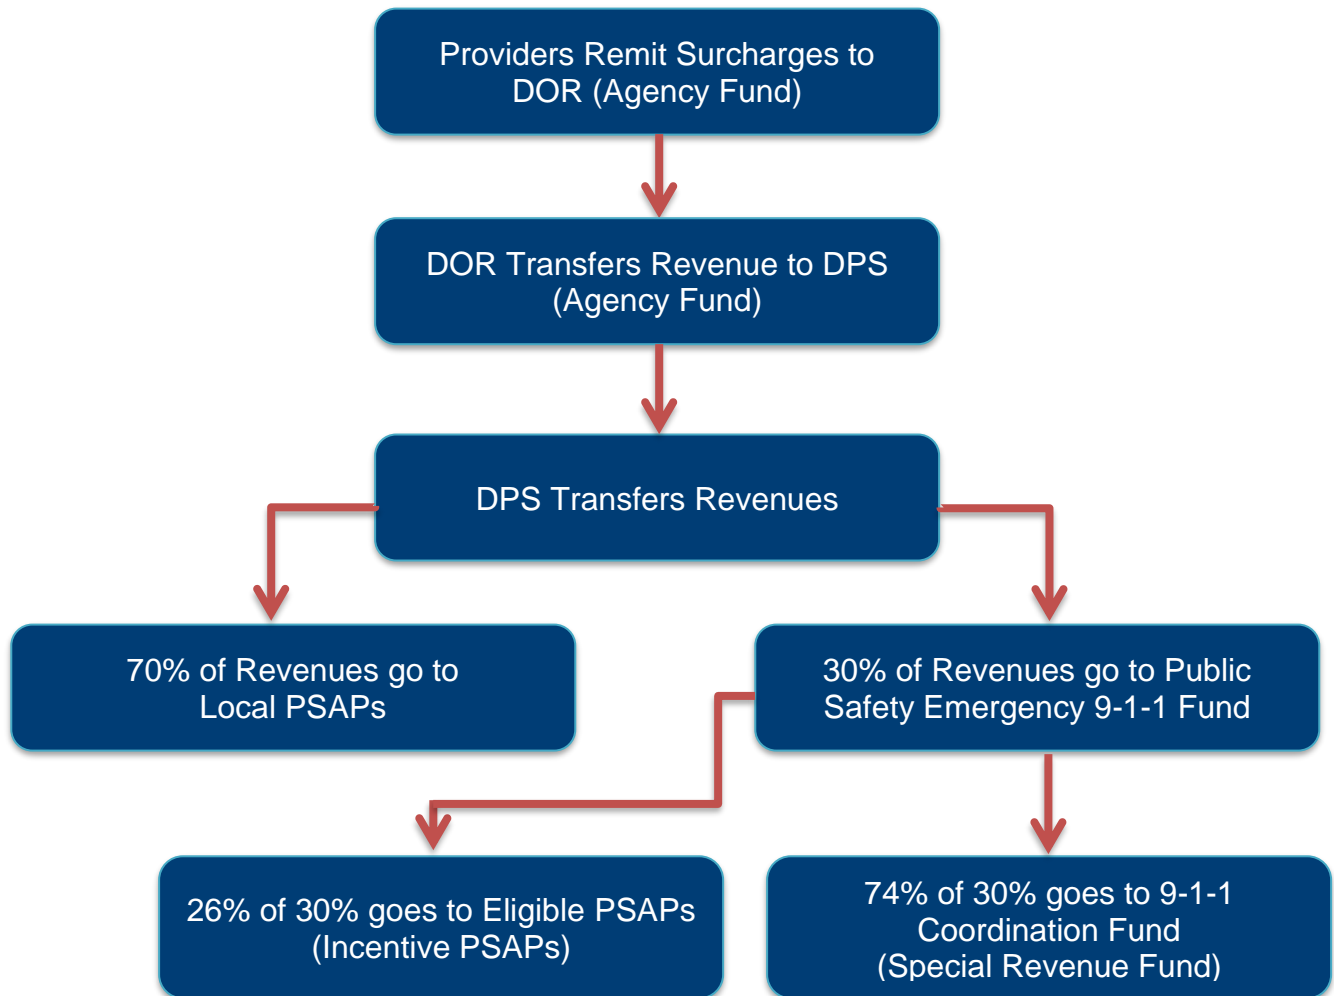 Providers Remit Surcharges to
DOR (Agency Fund)
DOR Transfers Revenue to DPS
(Agency Fund)
DPS Transfers Revenues
70% of Revenues go to
Local PSAPs
30% of Revenues go to Public
Safety Emergency 9-1-1 Fund
26% of 30% goes to Eligible PSAPs
(Incentive PSAPs)
74% of 30% goes to 9-1-1
Coordination Fund
(Special Revenue Fund)